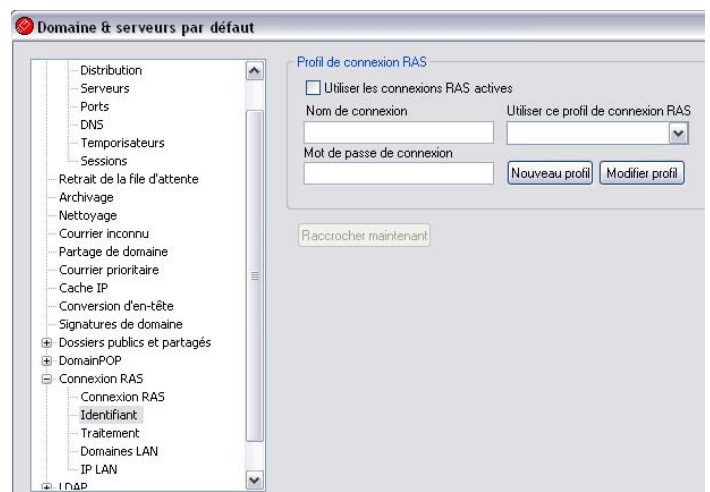 Domaine & serveurs par défaut
Distribution
Serveurs
Ports
DNS
Temporisateurs
Sessions
Retrait de la file d'attente
Archivage
Nettoyage
Courrier inconnu
Partage de domaine
Courrier prioritaire
Cache IP
Conversion d'en-tête
Signatures de domaine
Dossiers publics et partagés
DomainPOP
Connexion RAS
Connexion RAS
Identifiant
Traitement
Domaines LAN
IP LAN
LDAP
Profil de connexion RAS
Utiliser les connexions RAS actives
Nom de connexion
Utiliser ce profil de connexion RAS
Mot de passe de connexion
Nouveau profil
Modifier profil
Raccrocher maintenant